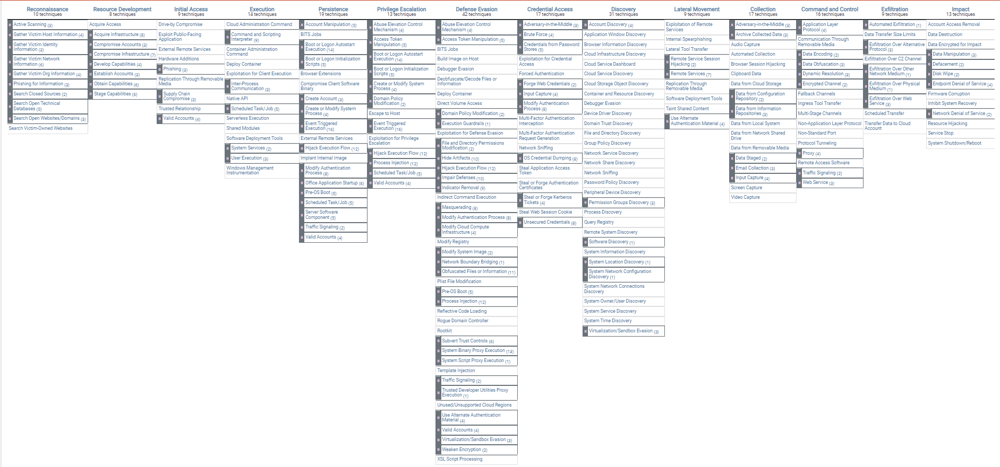 Reconnaissance
10 techniques
Active Scanning (3)
Gather Victim Host Information (4)
Gather Victim Identity
Information (3)
Gather Victim Network
Information (6)
Gather Victim Org Information (4)
Phishing for Information (3)
Search Closed Sources (2)
Search Open Technical
Databases (5)
Search Open Websites/Domains (3)
Search Victim-Owned Websites
Resource Development
8 techniques
Acquire Access
Acquire Infrastructure (8)
Compromise Accounts (3)
Compromise Infrastructure (7)
Develop Capabilities (4)
Establish Accounts (3)
Obtain Capabilities (6)
Stage Capabilities (6)
Initial Access
9 techniques
Drive-by Compromise
Exploit Public-Facing
Application
External Remote Services
Hardware Additions
Phishing (3)
Replication Through Removable
Media
Supply Chain
Compromise (3)
Trusted Relationship
Valid Accounts (4)
Execution
14 techniques
Cloud Administration Command
Command and Scripting
Interpreter (9)
Container Administration
Command
Deploy Container
Exploitation for Client Execution
Inter-Process
Communication (3)
Native API
Scheduled Task/Job (5)
Serverless Execution
Shared Modules
Software Deployment Tools
System Services (2)
User Execution (3)
Windows Management
Instrumentation
Persistence
19 techniques
Account Manipulation (5)
BITS Jobs
Boot or Logon Autostart
Execution (14)
Boot or Logon Initialization
Scripts (5)
Browser Extensions
Compromise Client Software
Binary
Create Account (3)
Create or Modify System
Process (4)
Event Triggered
Execution (16)
External Remote Services
Hijack Execution Flow (12)
Implant Internal Image
Modify Authentication
Process (8)
Office Application Startup (6)
Pre-OS Boot (5)
Scheduled Task/Job (5)
Server Software
Component (5)
Traffic Signaling (2)
Valid Accounts (4)
Privilege Escalation
13 techniques
Abuse Elevation Control
Mechanism (4)
Access Token
Manipulation (5)
Boot or Logon Autostart
Execution (14)
Boot or Logon Initialization
Scripts (5)
Create or Modify System
Process (4)
Domain Policy
Modification (2)
Escape to Host
Event Triggered
Execution (16)
Exploitation for Privilege
Escalation
Hijack Execution Flow (12)
Process Injection (12)
Scheduled Task/Job (5)
Valid Accounts (4)
Defense Evasion
42 techniques
Abuse Elevation Control
Mechanism (4)
Access Token Manipulation (5)
BITS Jobs
Build Image on Host
Debugger Evasion
Deobfuscate/Decode Files or
Information
Deploy Container
Direct Volume Access
Domain Policy Modification (2)
Execution Guardrails (1)
Exploitation for Defense Evasion
File and Directory Permissions
Modification (2)
Hide Artifacts (10)
Hijack Execution Flow (12)
Impair Defenses (10)
Indicator Removal (9)
Indirect Command Execution
Masquerading (8)
Modify Authentication Process (8)
Modify Cloud Compute
Infrastructure (4)
Modify Registry
Modify System Image (2)
Network Boundary Bridging (1)
Obfuscated Files or Information (11)
Plist File Modification
Pre-OS Boot (5)
Process Injection (12)
Reflective Code Loading
Rogue Domain Controller
Rootkit
Subvert Trust Controls (6)
System Binary Proxy Execution (13)
System Script Proxy Execution (1)
Template Injection
Traffic Signaling (2)
Trusted Developer Utilities Proxy
Execution (1)
Unused/Unsupported Cloud Regions
Use Alternate Authentication
Material (4)
Valid Accounts (4)
Virtualization/Sandbox Evasion (3)
Weaken Encryption (2)
XSL Script Processing
Credential Access
17 techniques
Adversary-in-the-Middle (3)
Brute Force (4)
Credentials from Password
Stores (5)
Exploitation for Credential
Access
Forced Authentication
Forge Web Credentials (2)
Input Capture (4)
Modify Authentication
Process (8)
Multi-Factor Authentication
Interception
Multi-Factor Authentication
Request Generation
Network Sniffing
OS Credential Dumping (8)
Steal Application Access
Token
Steal or Forge Authentication
Certificates
Steal or Forge Kerberos
Tickets (4)
Steal Web Session Cookie
Unsecured Credentials (8)
Discovery
31 techniques
Account Discovery (4)
Application Window Discovery
Browser Information Discovery
Cloud Infrastructure Discovery
Cloud Service Dashboard
Cloud Service Discovery
Cloud Storage Object Discovery
Container and Resource Discovery
Debugger Evasion
Device Driver Discovery
Domain Trust Discovery
File and Directory Discovery
Group Policy Discovery
Network Service Discovery
Network Share Discovery
Network Sniffing
Password Policy Discovery
Peripheral Device Discovery
Permission Groups Discovery (3)
Process Discovery
Query Registry
Remote System Discovery
Software Discovery (1)
System Information Discovery
System Location Discovery (1)
System Network Configuration
Discovery (1)
System Network Connections
Discovery
System Owner/User Discovery
System Service Discovery
System Time Discovery
Virtualization/Sandbox Evasion (3)
Lateral Movement
9 techniques
Exploitation of Remote
Services
Internal Spearphishing
Lateral Tool Transfer
Remote Service Session
Hijacking (2)
Remote Services (7)
Replication Through
Removable Media
Software Deployment Tools
Taint Shared Content
Use Alternate
Authentication Material (4)
Collection
17 techniques
Adversary-in-the-Middle (3)
Archive Collected Data (3)
Audio Capture
Automated Collection
Browser Session Hijacking
Clipboard Data
Data from Cloud Storage
Data from Configuration
Repository (2)
Data from Information
Repositories (3)
Data from Local System
Data from Network Shared
Drive
Data from Removable Media
Data Staged (2)
Email Collection (3)
Input Capture (4)
Screen Capture
Video Capture
Command and Control
16 techniques
Application Layer
Protocol (4)
Communication Through
Removable Media
Data Encoding (2)
Data Obfuscation (3)
Dynamic Resolution (3)
Encrypted Channel (2)
Fallback Channels
Ingress Tool Transfer
Multi-Stage Channels
Non-Application Layer Protocol
Non-Standard Port
Protocol Tunneling
Proxy (4)
Remote Access Software
Traffic Signaling (2)
Web Service (3)
Exfiltration
9 techniques
Automated Exfiltration (1)
Data Transfer Size Limits
Exfiltration Over Alternative
Protocol (3)
Exfiltration Over C2 Channel
Exfiltration Over Other
Network Medium (1)
Exfiltration Over Physical
Medium (1)
Exfiltration Over Web
Service (3)
Scheduled Transfer
Transfer Data to Cloud
Account
Impact
13 techniques
Account Access Removal
Data Destruction
Data Encrypted for Impact
Data Manipulation (3)
Defacement (2)
Disk Wipe (2)
Endpoint Denial of Service (4)
Firmware Corruption
Inhibit System Recovery
Network Denial of Service (2)
Resource Hijacking
Service Stop
System Shutdown/Reboot